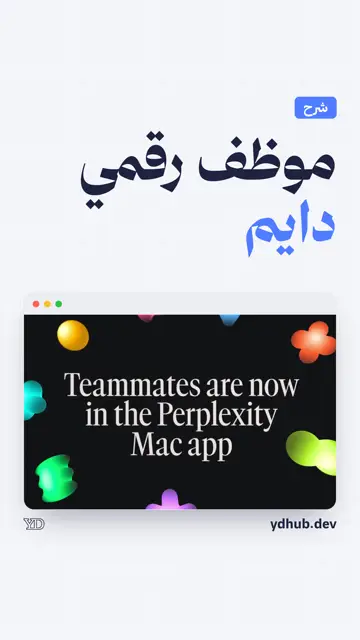 شرح
موظف رقمي
دايم
Teammates are now
in the Perplexity
Mac app
YD
ydhub.dev